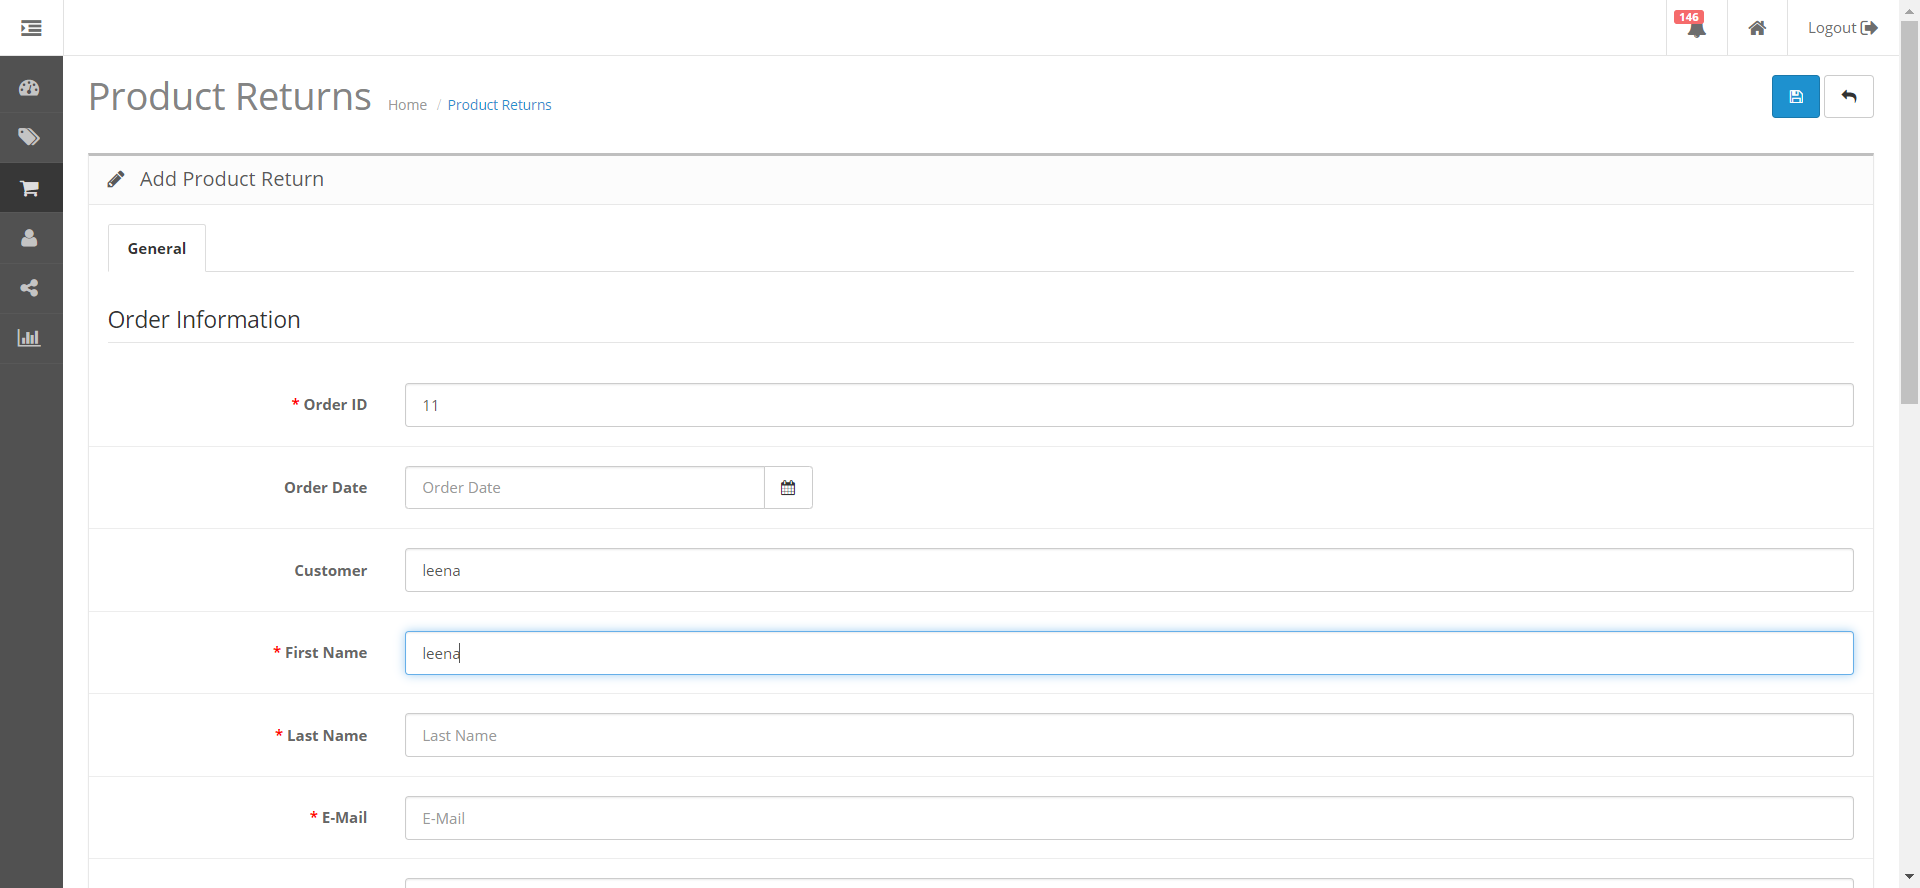 146
Logout
Product Returns
Home / Product Returns
Add Product Return
General
Order Information
* Order ID
11
Order Date
Order Date
Customer
leena
* First Name
leena
* Last Name
Last Name
* E-Mail
E-Mail